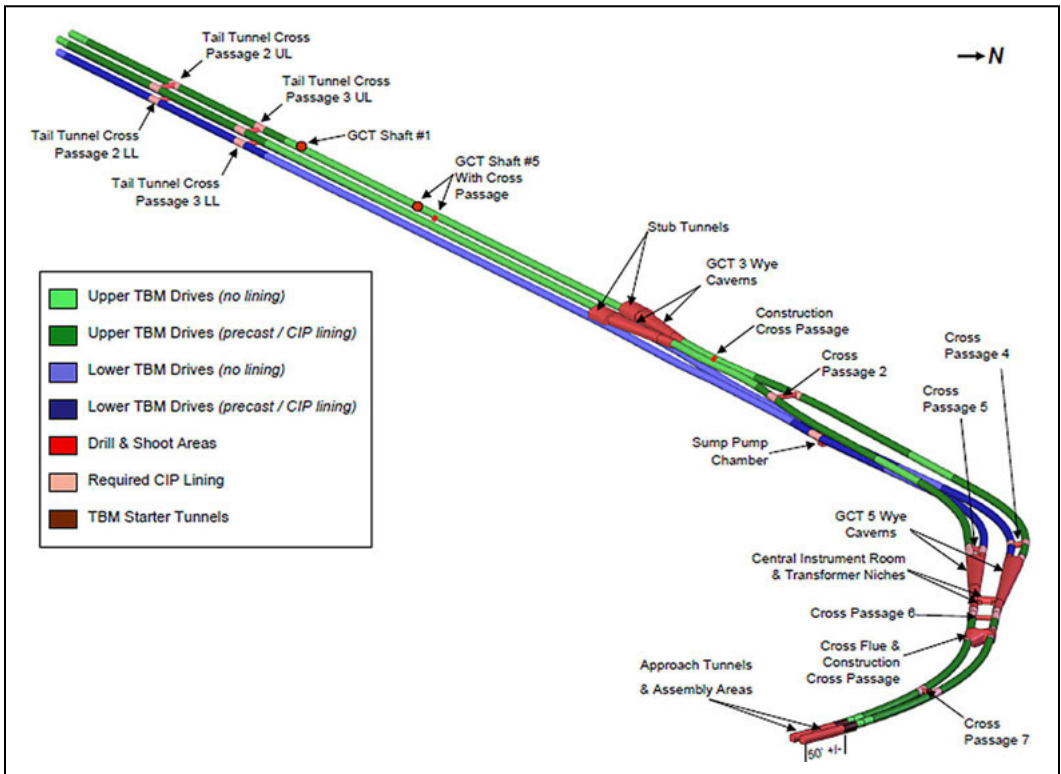 Tail Tunnel Cross
Passage 2 UL
Tail Tunnel Cross
Passage 3 UL
N
GCT Shaft #1
Tail Tunnel Cross
Passage 2 LL
GCT Shaft #5
With Cross
Passage
Tail Tunnel Cross
Passage 3 LL
Stub Tunnels
GCT 3 Wye
Caverns
Construction
Cross Passage
Cross
Passage 4
Cross
Passage 2
Cross
Passage 5
Sump Pump
Chamber
Upper TBM Drives (no lining)
Upper TBM Drives (precast / CIP lining)
Lower TBM Drives (no lining)
Lower TBM Drives (precast / CIP lining)
Drill & Shoot Areas
Required CIP Lining
TBM Starter Tunnels
GCT 5 Wye
Caverns
Central Instrument Room
& Transformer Niches
Cross Passage 6
Cross Flue &
Construction
Cross Passage
Approach Tunnels
& Assembly Areas
Cross
Passage 7
50' +/-